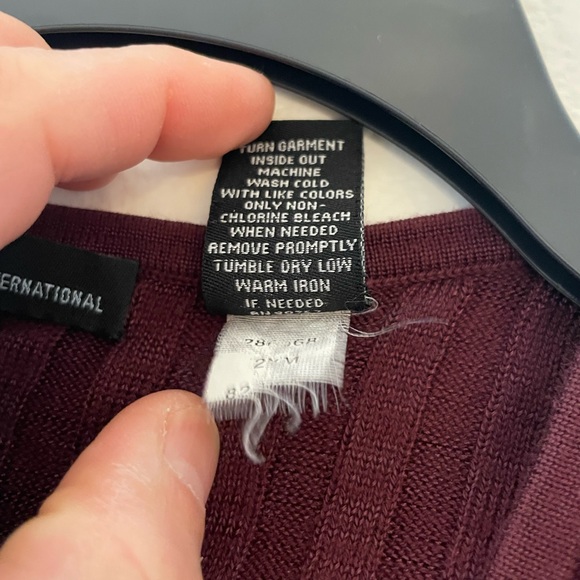 TURN GARMENT
INSIDE OUT
MACHINE
WASH COLD
WITH LIKE COLORS
ONLY NON-
CHLORINE BLEACH
WHEN NEEDED
REMOVE PROMPTLY
TUMBLE DRY LOW
WARM IRON
IF NEEDED
ERNATIONAL